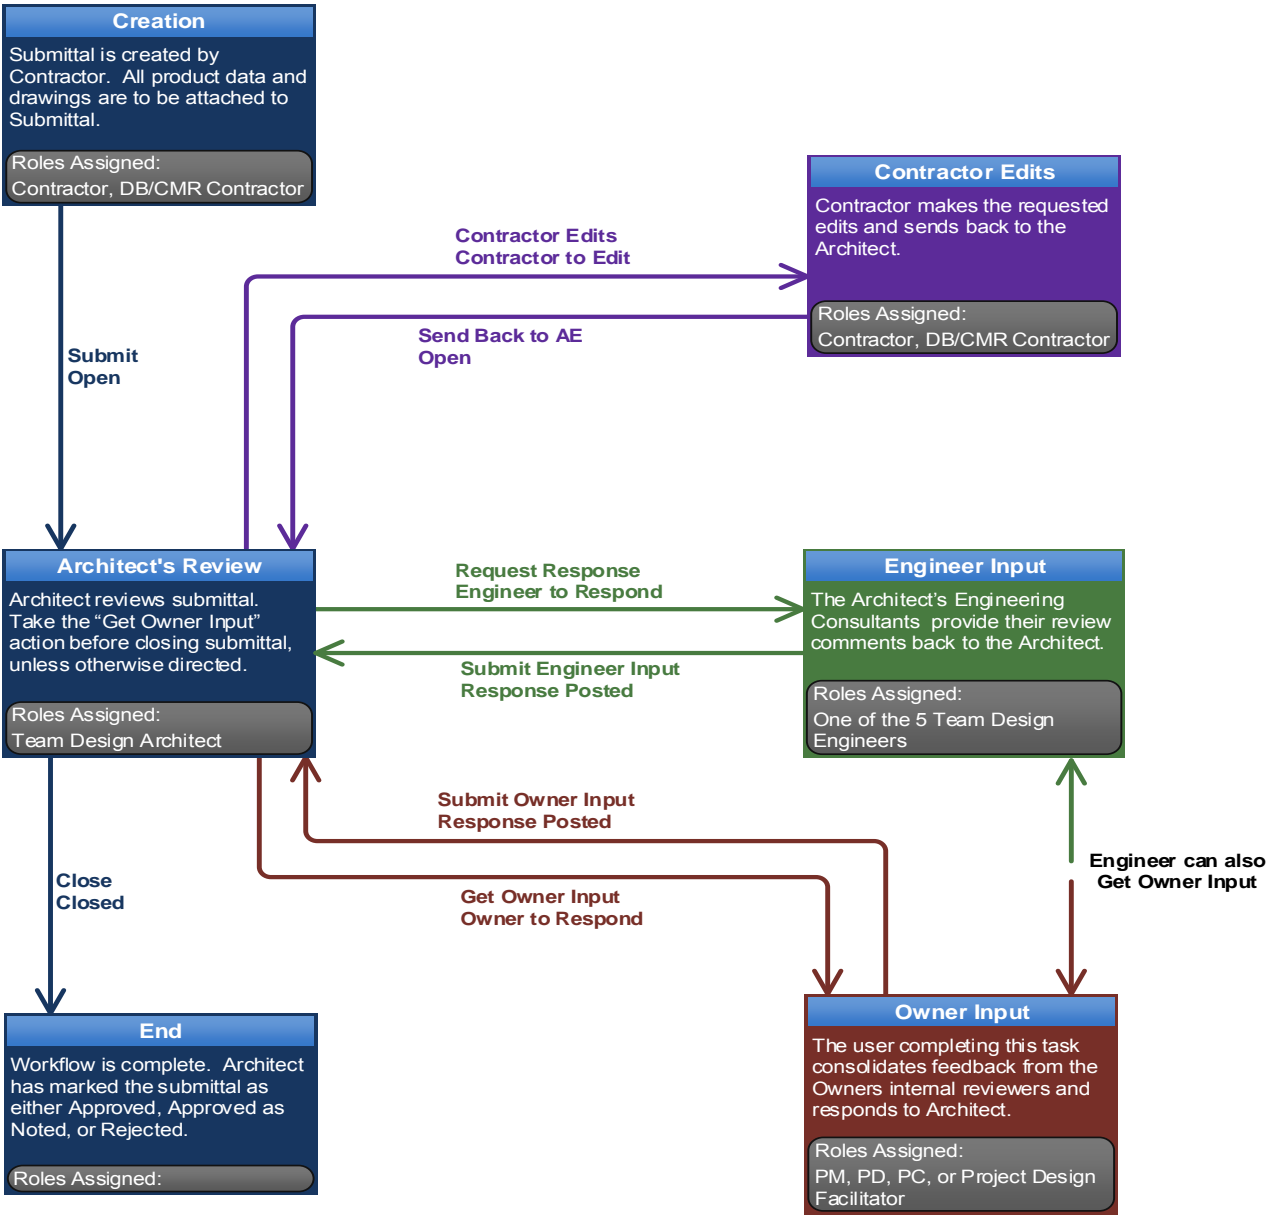 Creation
Submittal is created by
Contractor.  All product data and
drawings are to be attached to
Submittal.
Roles Assigned:
Contractor, DB/CMR Contractor
Contractor Edits
Contractor makes the requested
edits and sends back to the
Architect.
Roles Assigned:
Contractor, DB/CMR Contractor
Contractor Edits
Contractor to Edit
Send Back to AE
Open
Submit
Open
Architect's Review
Architect reviews submittal.
Take the “Get Owner Input”
action before closing submittal,
unless otherwise directed.
Roles Assigned:
Team Design Architect
Request Response
Engineer to Respond
Submit Engineer Input
Response Posted
Engineer Input
The Architect’s Engineering
Consultants  provide their review
comments back to the Architect.
Roles Assigned:
One of the 5 Team Design
Engineers
Submit Owner Input
Response Posted
Get Owner Input
Owner to Respond
Engineer can also
Get Owner Input
Close
Closed
End
Workflow is complete.  Architect
has marked the submittal as
either Approved, Approved as
Noted, or Rejected.
Roles Assigned:
Owner Input
The user completing this task
consolidates feedback from the
Owners internal reviewers and
responds to Architect.
Roles Assigned:
PM, PD, PC, or Project Design
Facilitator